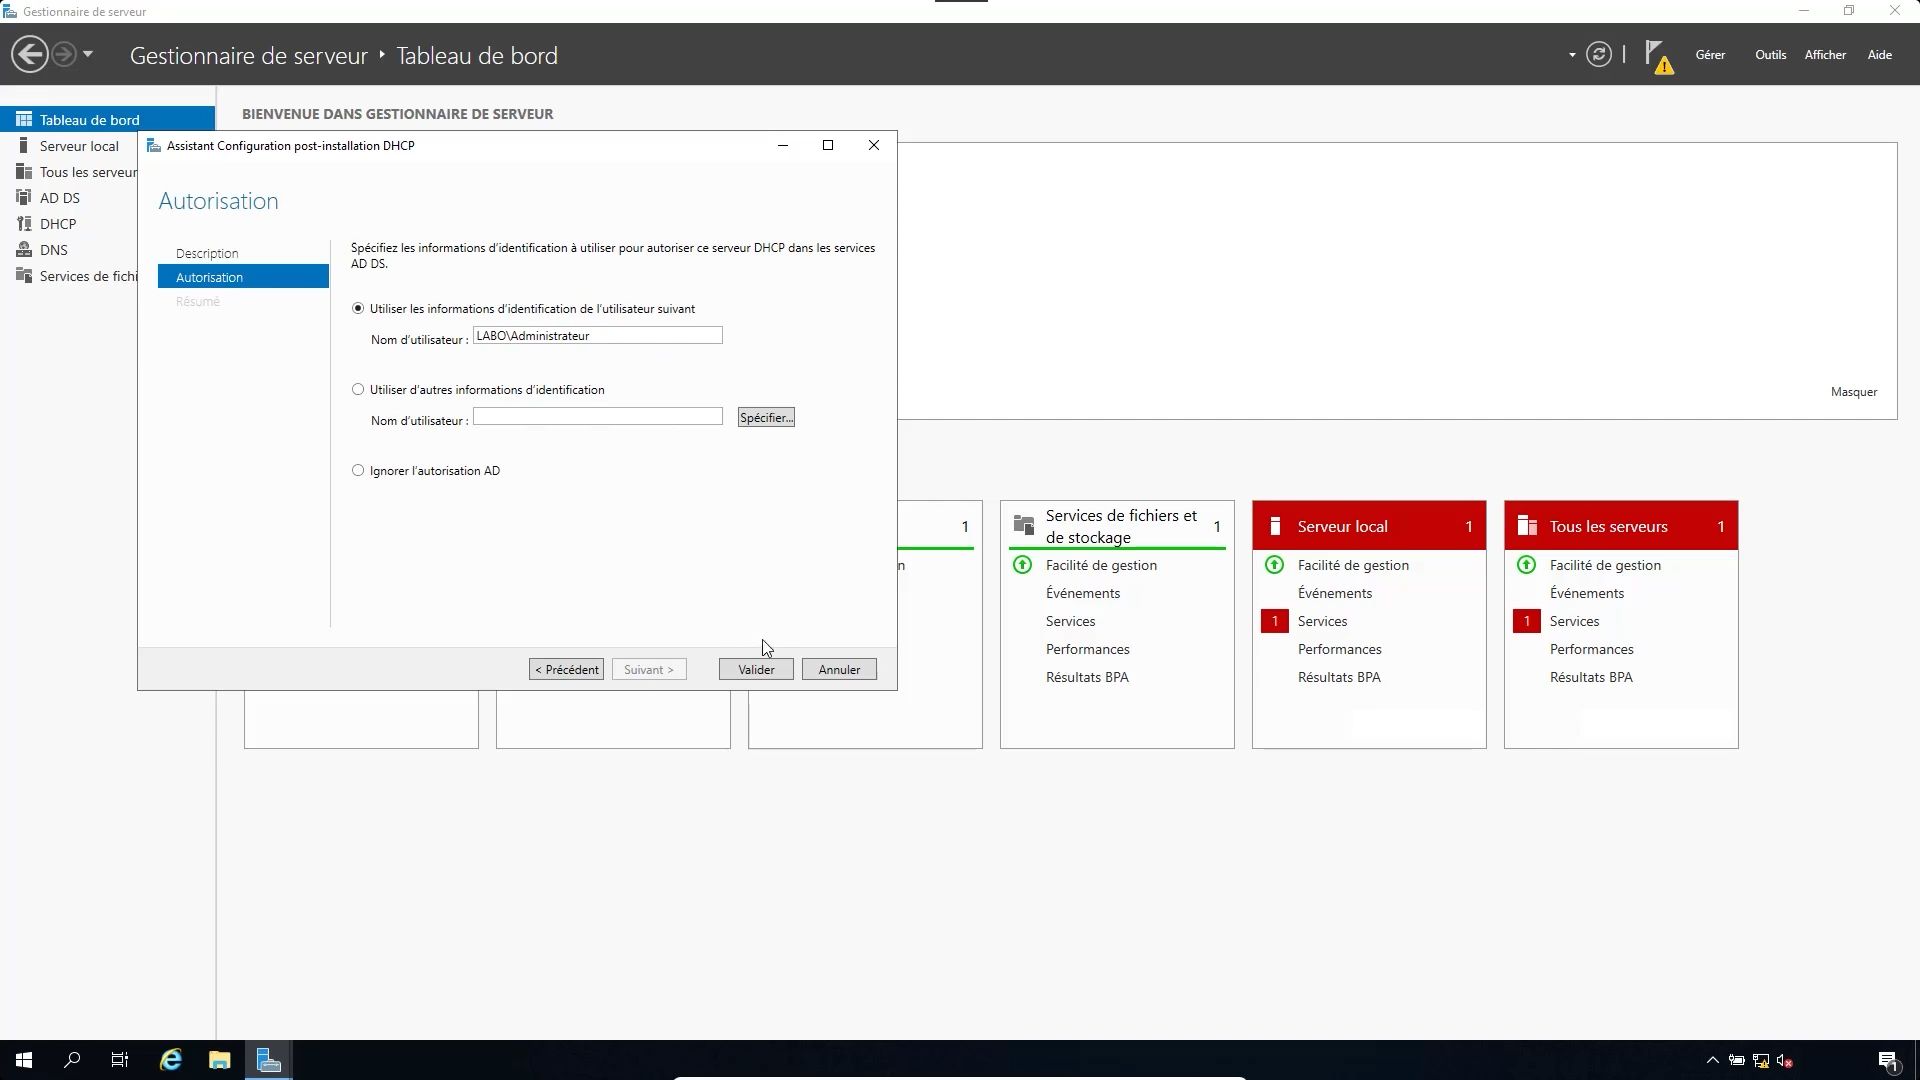 Gestionnaire de serveur
Gestionnaire de serveur ‣ Tableau de bord
Gérer
Outils
Afficher
Aide
Tableau de bord
Serveur local
Tous les serveur
AD DS
DHCP
DNS
Services de fichi
BIENVENUE DANS GESTIONNAIRE DE SERVEUR
Assistant Configuration post-installation DHCP
Autorisation
Description
Autorisation
Résumé
Spécifiez les informations d'identification à utiliser pour autoriser ce serveur DHCP dans les services
AD DS.
Utiliser les informations d'identification de l'utilisateur suivant
Nom d'utilisateur : LABO\Administrateur
Utiliser d'autres informations d'identification
Nom d'utilisateur :
Spécifier...
Ignorer l'autorisation AD
< Précédent
Suivant >
Valider
Annuler
Masquer
1
n
Services de fichiers et
de stockage
1
Facilité de gestion
Événements
Services
Performances
Résultats BPA
Serveur local
1
Facilité de gestion
Événements
1 Services
Performances
Résultats BPA
Tous les serveurs
1
Facilité de gestion
Événements
1 Services
Performances
Résultats BPA
1